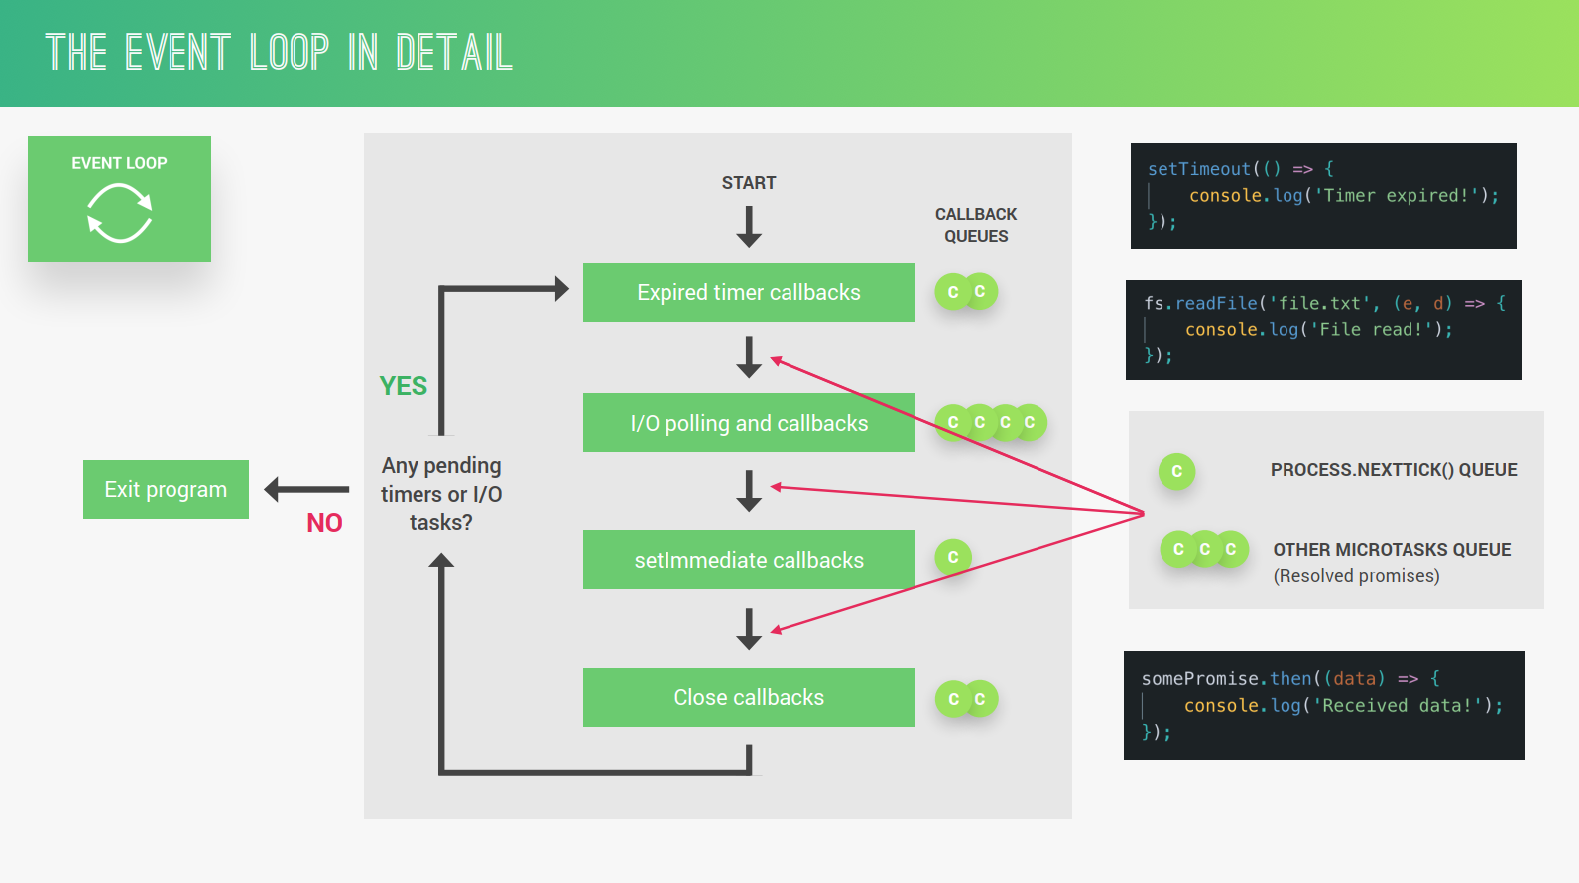 THE EVENT LOOP IN DETAIL
EVENT LOOP
START
CALLBACK
QUEUES
Expired timer callbacks
C C
YES
I/O polling and callbacks
C C C C
Any pending
timers or I/O
tasks?
Exit program
NO
setImmediate callbacks
C
Close callbacks
C C
setTimeout(() => {
console.log('Timer expired!');
});
fs.readFile('file.txt', (e, d) => {
console.log('File read!');
});
C
PROCESS.NEXTTICK() QUEUE
C C C
OTHER MICROTASKS QUEUE
(Resolved promises)
somePromise.then((data) => {
console.log('Received data!');
});